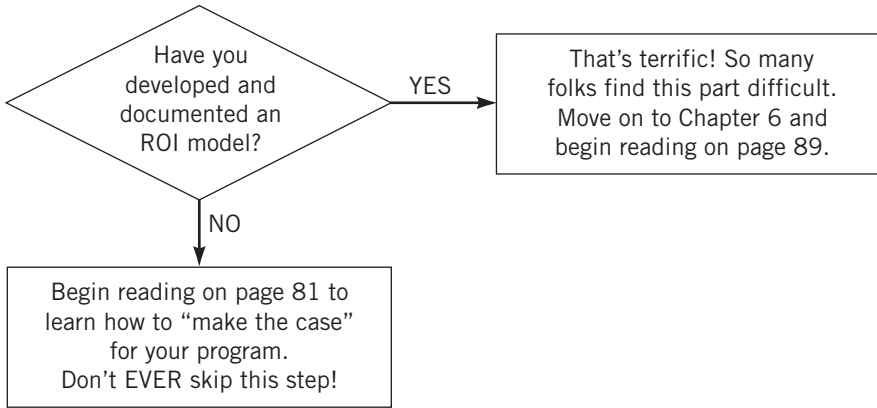 Have you
developed and
documented an
ROI model?
YES
That's terrific! So many
folks find this part difficult.
Move on to Chapter 6 and
begin reading on page 89.
NO
Begin reading on page 81 to
learn how to “make the case”
for your program.
Don't EVER skip this step!